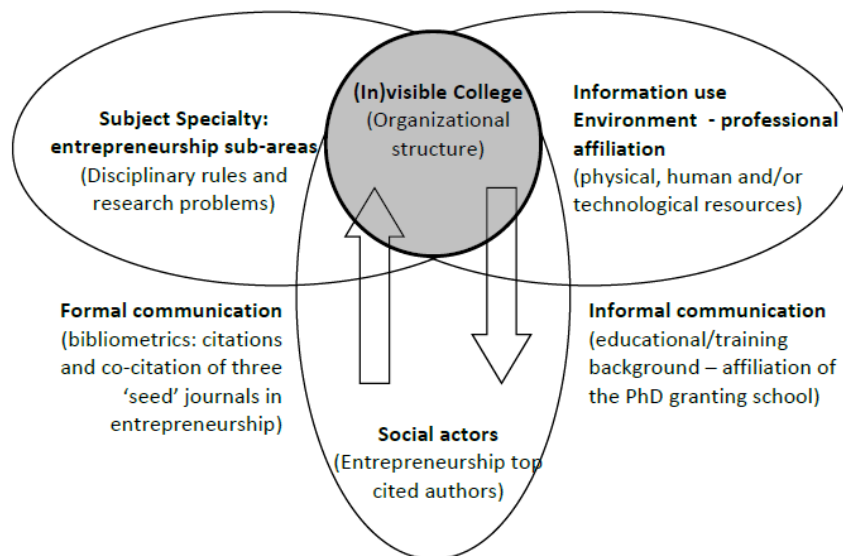 (In)visible College
(Organizational
structure)
Subject Specialty:
entrepreneurship sub-areas
(Disciplinary rules and
research problems)
Information use
Environment - professional
affiliation
(physical, human and/or
technological resources)
Formal communication
(bibliometrics: citations
and co-citation of three
‘seed’ journals in
entrepreneurship)
Informal communication
(educational/training
background – affiliation of
the PhD granting school)
Social actors
(Entrepreneurship top
cited authors)